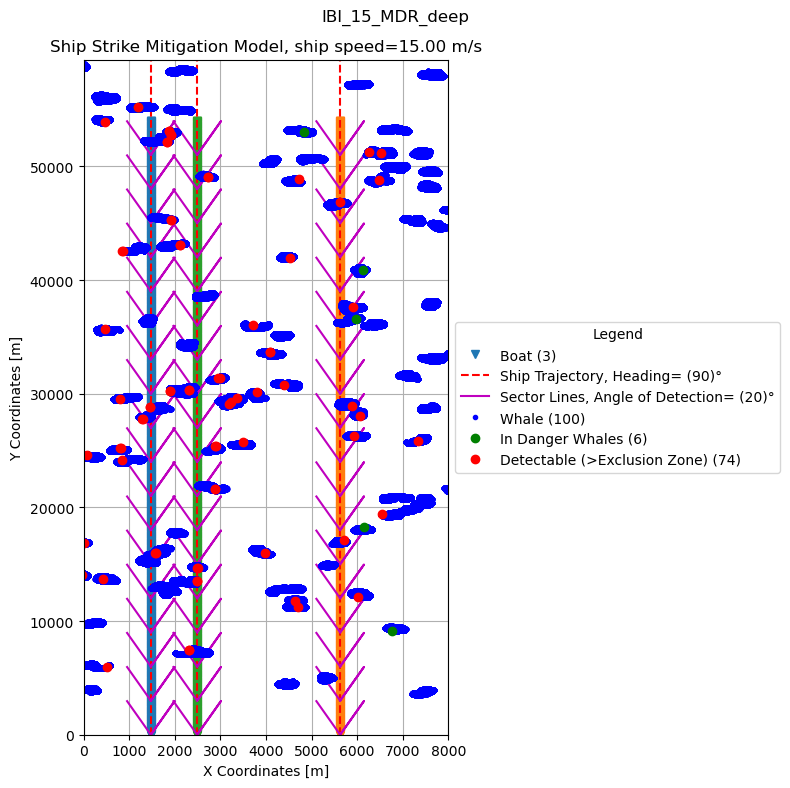 IBI_15_MDR_deep
Ship Strike Mitigation Model, ship speed=15.00 m/s
50000
40000
30000
20000
10000
0
Y Coordinates [m]
0 1000 2000 3000 4000 5000 6000 7000 8000
X Coordinates [m]
Legend
Boat (3)
Ship Trajectory, Heading= (90)°
Sector Lines, Angle of Detection= (20)°
Whale (100)
In Danger Whales (6)
Detectable (>Exclusion Zone) (74)